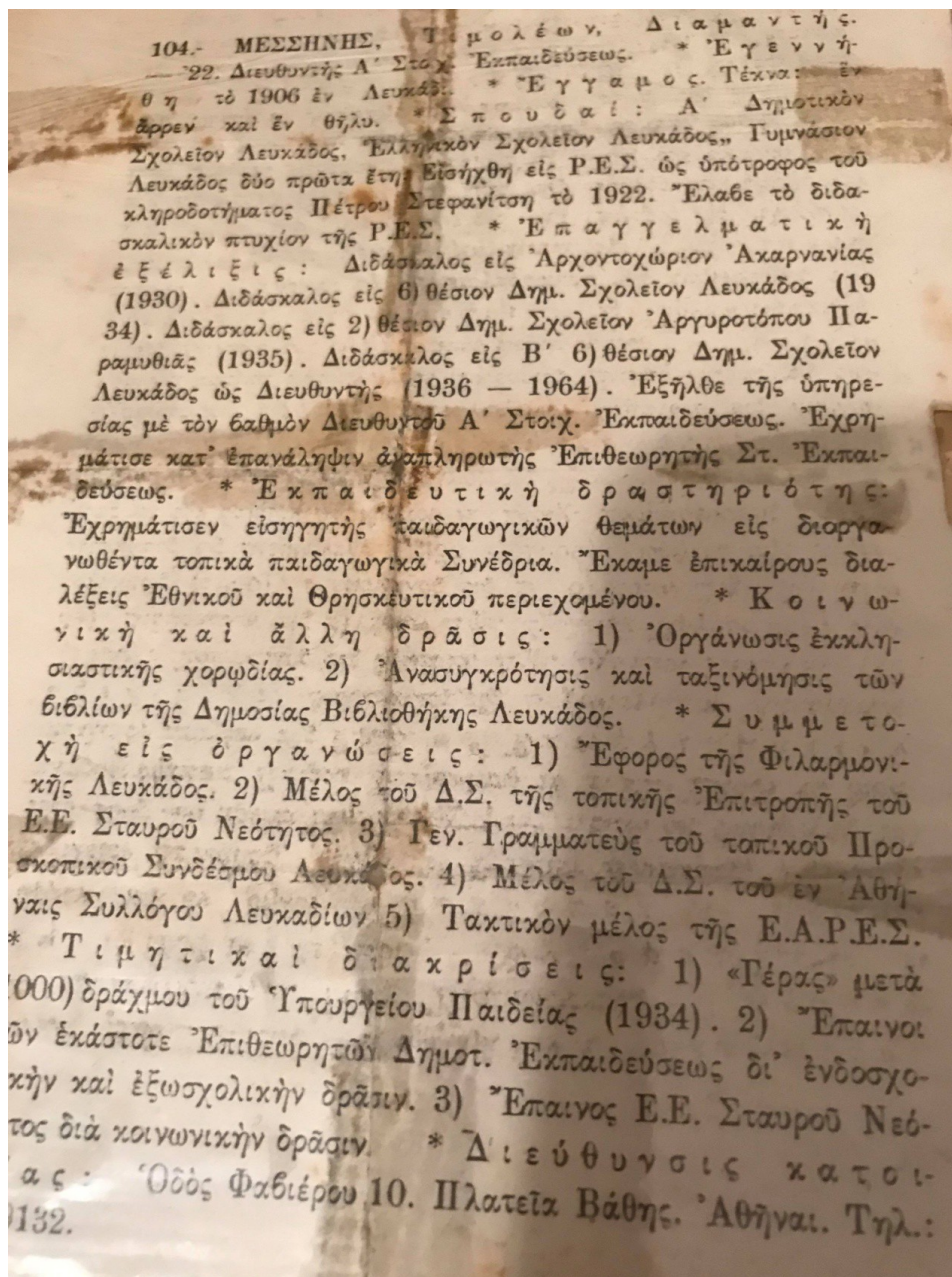 104.- ΜΕΣΣΗΝΗΣ, Τιμολέων, Διαμαντής.
— '22. Διευθυντὴς Α΄ Στοιχ. Ἐκπαιδεύσεως. * Ἐγεννή-
θη τὸ 1906 ἐν Λευκάδι. * Ἔγγαμος. Τέκνα: ἓν
ἄρρεν καὶ ἓν θῆλυ. * Σπουδαί: Α΄ Δημοτικὸν
Σχολεῖον Λευκάδος, Ἑλληνικὸν Σχολεῖον Λευκάδος,, Γυμνάσιον
Λευκάδος δύο πρῶτα ἔτη. Εἰσήχθη εἰς Ρ.Ε.Σ. ὡς ὑπότροφος τοῦ
κληροδοτήματος Πέτρου Στεφανίτση τὸ 1922. Ἔλαβε τὸ διδα-
σκαλικὸν πτυχίον τῆς Ρ.Ε.Σ. * Ἐπαγγελματικὴ
ἐξέλιξις: Διδάσκαλος εἰς Ἀρχοντοχώριον Ἀκαρνανίας
(1930). Διδάσκαλος εἰς 6)θέσιον Δημ. Σχολεῖον Λευκάδος (19
34). Διδάσκαλος εἰς 2)θέσιον Δημ. Σχολεῖον Ἀργυροτόπου Πα-
ραμυθιᾶς (1935). Διδάσκαλος εἰς Β΄ 6)θέσιον Δημ. Σχολεῖον
Λευκάδος ὡς Διευθυντὴς (1936 — 1964). Ἐξῆλθε τῆς ὑπηρε-
σίας μὲ τὸν βαθμὸν Διευθυντοῦ Α΄ Στοιχ. Ἐκπαιδεύσεως. Ἐχρη-
μάτισε κατ' ἐπανάληψιν ἀναπληρωτὴς Ἐπιθεωρητὴς Στ. Ἐκπαι-
δεύσεως. * Ἐκπαιδευτικὴ δραστηριότης:
Ἐχρημάτισεν εἰσηγητὴς παιδαγωγικῶν θεμάτων εἰς διοργα-
νωθέντα τοπικὰ παιδαγωγικὰ Συνέδρια. Ἔκαμε ἐπικαίρους δια-
λέξεις Ἐθνικοῦ καὶ Θρησκευτικοῦ περιεχομένου. * Κοινω-
νικὴ καὶ ἄλλη δρᾶσις: 1) Ὀργάνωσις ἐκκλη-
σιαστικῆς χορῳδίας. 2) Ἀνασυγκρότησις καὶ ταξινόμησις τῶν
βιβλίων τῆς Δημοσίας Βιβλιοθήκης Λευκάδος. * Συμμετο-
χὴ εἰς ὀργανώσεις: 1) Ἔφορος τῆς Φιλαρμονι-
κῆς Λευκάδος. 2) Μέλος τοῦ Δ.Σ. τῆς τοπικῆς Ἐπιτροπῆς τοῦ
Ε.Ε. Σταυροῦ Νεότητος. 3) Γεν. Γραμματεὺς τοῦ τοπικοῦ Προ-
σκοπικοῦ Συνδέσμου Λευκάδος. 4) Μέλος τοῦ Δ.Σ. τοῦ ἐν Ἀθή-
ναις Συλλόγου Λευκαδίων 5) Τακτικὸν μέλος τῆς Ε.Α.Ρ.Ε.Σ.
* Τιμητικαὶ διακρίσεις: 1) «Γέρας» μετὰ
000)δράχμου τοῦ Ὑπουργείου Παιδείας (1934). 2) Ἔπαινοι
ῶν ἑκάστοτε Ἐπιθεωρητῶν Δημοτ. Ἐκπαιδεύσεως δι' ἐνδοσχο-
κὴν καὶ ἐξωσχολικὴν δρᾶσιν. 3) Ἔπαινος Ε.Ε. Σταυροῦ Νεό-
τος διὰ κοινωνικὴν δρᾶσιν. * Διεύθυνσις κατοι-
ας: Ὁδὸς Φαβιέρου 10. Πλατεῖα Βάθης. Ἀθῆναι. Τηλ.:
132.